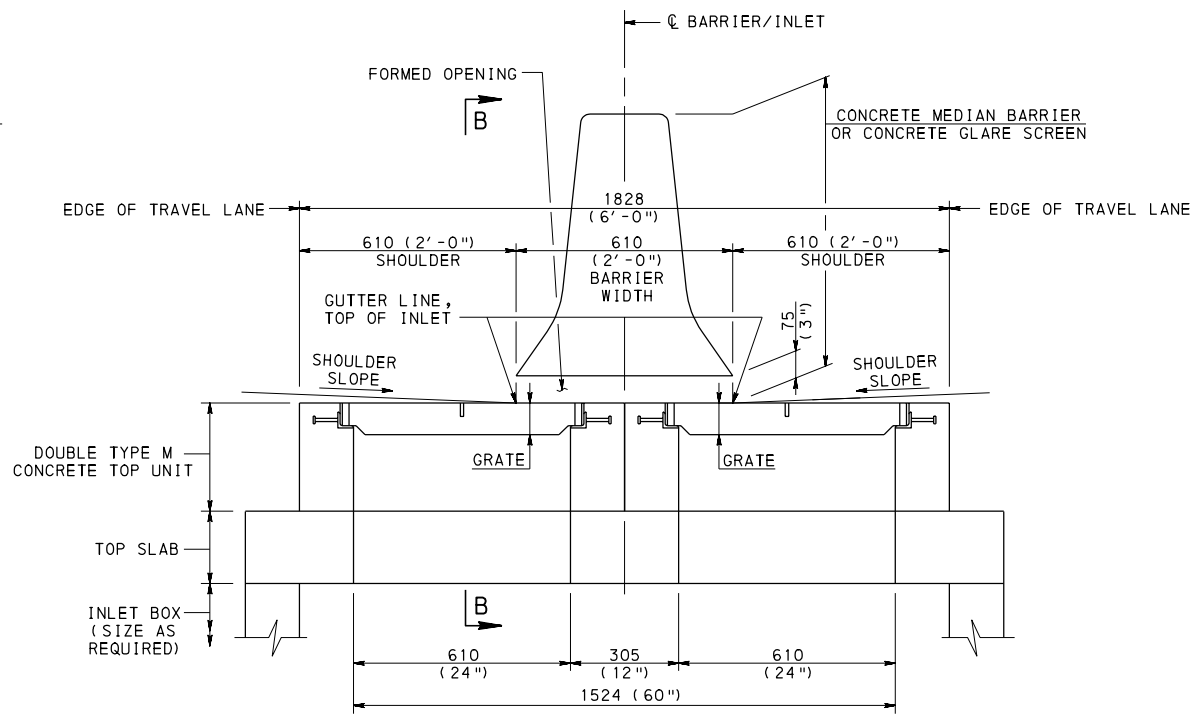 ℄ BARRIER/INLET
FORMED OPENING
B
CONCRETE MEDIAN BARRIER
OR CONCRETE GLARE SCREEN
1828
(6'-0")
EDGE OF TRAVEL LANE
EDGE OF TRAVEL LANE
610 (2'-0")
SHOULDER
610
(2'-0")
BARRIER
WIDTH
610 (2'-0")
SHOULDER
GUTTER LINE,
TOP OF INLET
75
(3")
SHOULDER
SLOPE
SHOULDER
SLOPE
DOUBLE TYPE M
CONCRETE TOP UNIT
GRATE
GRATE
TOP SLAB
INLET BOX
(SIZE AS
REQUIRED)
B
610
(24")
305
(12")
610
(24")
1524 (60")